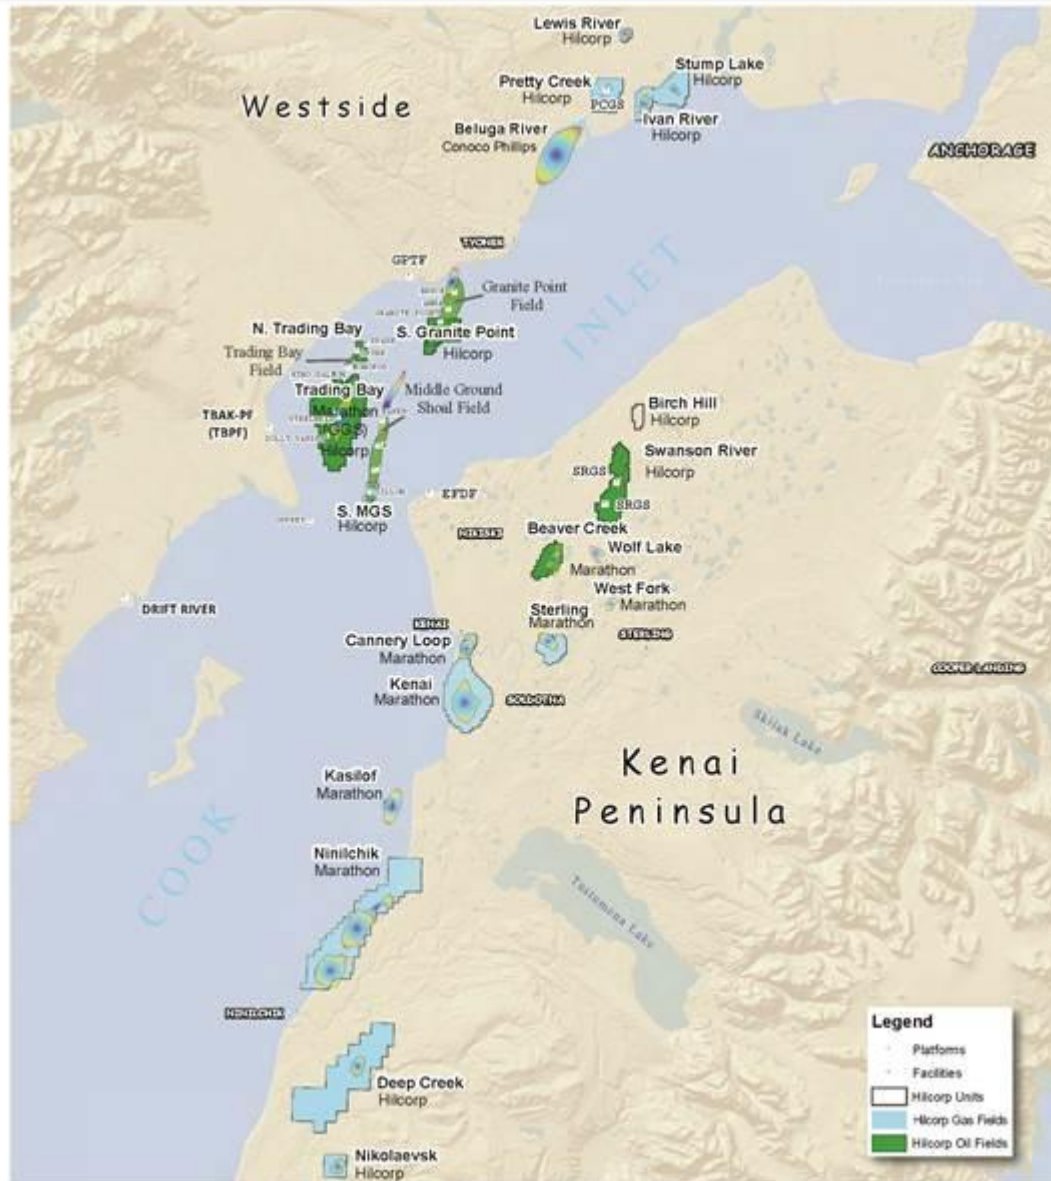 Lewis River
Hilcorp
Stump Lake
Hilcorp
Pretty Creek
Hilcorp
PCGS
Ivan River
Hilcorp
Westside
Beluga River
Conoco Phillips
ANCHORAGE
TYONEK
GPTF
Granite Point
Field
S. Granite Point
Hilcorp
N. Trading Bay
Trading Bay
Field
Trading Bay
Marathon
Hilcorp
Middle Ground
Shoal Field
TBAK-PF
(TBPF)
S. MGS
Hilcorp
EFDF
INLET
Birch Hill
Hilcorp
Swanson River
Hilcorp
SRGS
SRGS
NIKISKI
Beaver Creek
Marathon
Wolf Lake
West Fork
Marathon
Sterling
Marathon
STERLING
DRIFT RIVER
KENAI
Cannery Loop
Marathon
Kenai
Marathon
SOLDOTNA
COOPER LANDING
Skilak Lake
Kenai
Peninsula
Kasilof
Marathon
COOK
Ninilchik
Marathon
Tustumena Lake
NINILCHIK
Deep Creek
Hilcorp
Nikolaevsk
Hilcorp
Legend
Platforms
Facilities
Hilcorp Units
Hilcorp Gas Fields
Hilcorp Oil Fields